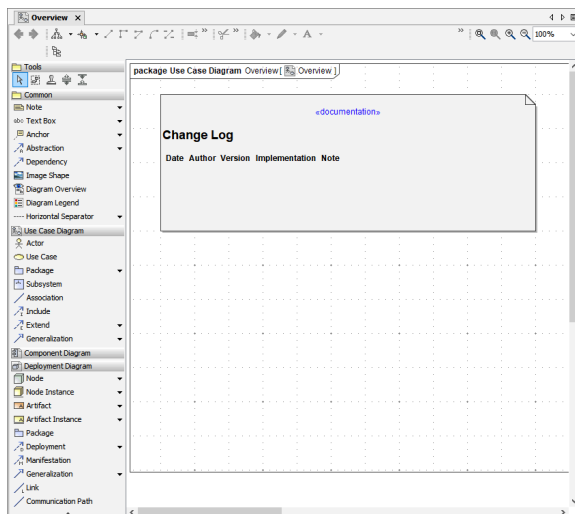 Overview
100%
Tools
Common
Note
abc Text Box
Anchor
Abstraction
Dependency
Image Shape
Diagram Overview
Diagram Legend
Horizontal Separator
Use Case Diagram
Actor
Use Case
Package
Subsystem
Association
Include
Extend
Generalization
Component Diagram
Deployment Diagram
Node
Node Instance
Artifact
Artifact Instance
Package
Deployment
Manifestation
Generalization
Link
Communication Path
package Use Case Diagram Overview [ Overview ]
«documentation»
Change Log
Date Author Version Implementation Note